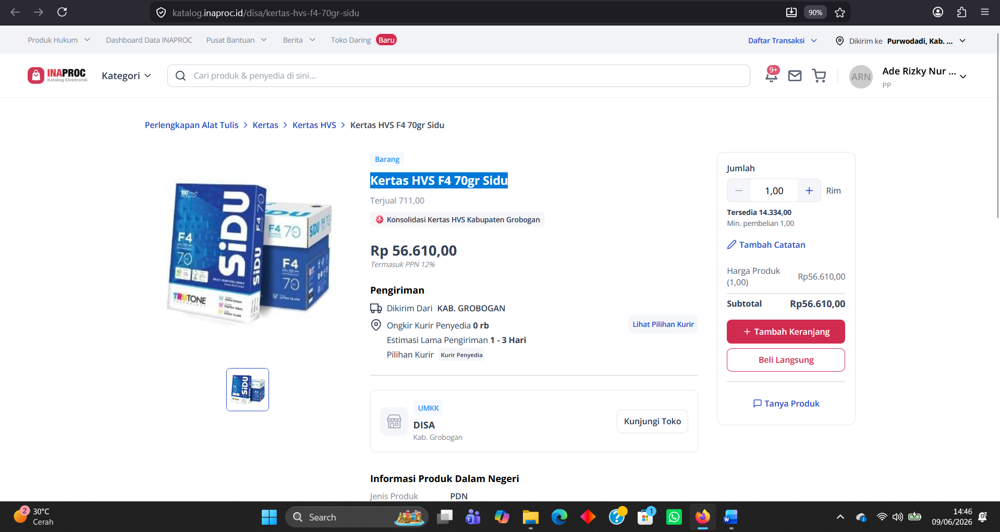 katalog.inaproc.id/disa/kertas-hvs-f4-70gr-sidu
90%
Produk Hukum
Dashboard Data INAPROC
Pusat Bantuan
Berita
Toko Daring
Baru
Daftar Transaksi
Dikirim ke Purwodadi, Kab. ...
INAPROC
Katalog Elektronik
Kategori
Cari produk & penyedia di sini...
9+
ARN
Ade Rizky Nur ...
PP
Perlengkapan Alat Tulis > Kertas > Kertas HVS > Kertas HVS F4 70gr Sidu
SiDU
F4
70
TRUTONE
Barang
Kertas HVS F4 70gr Sidu
Terjual 711,00
Konsolidasi Kertas HVS Kabupaten Grobogan
Rp 56.610,00
Termasuk PPN 12%
Pengiriman
Dikirim Dari KAB. GROBOGAN
Ongkir Kurir Penyedia 0 rb
Lihat Pilihan Kurir
Estimasi Lama Pengiriman 1 - 3 Hari
Pilihan Kurir Kurir Penyedia
UMKK
DISA
Kab. Grobogan
Kunjungi Toko
Informasi Produk Dalam Negeri
Jenis Produk PDN
Jumlah
1,00
Rim
Tersedia 14.334,00
Min. pembelian 1,00
Tambah Catatan
Harga Produk (1,00) Rp56.610,00
Subtotal Rp56.610,00
+ Tambah Keranjang
Beli Langsung
Tanya Produk
2
30°C
Cerah
Search
1
14:46
09/06/2026